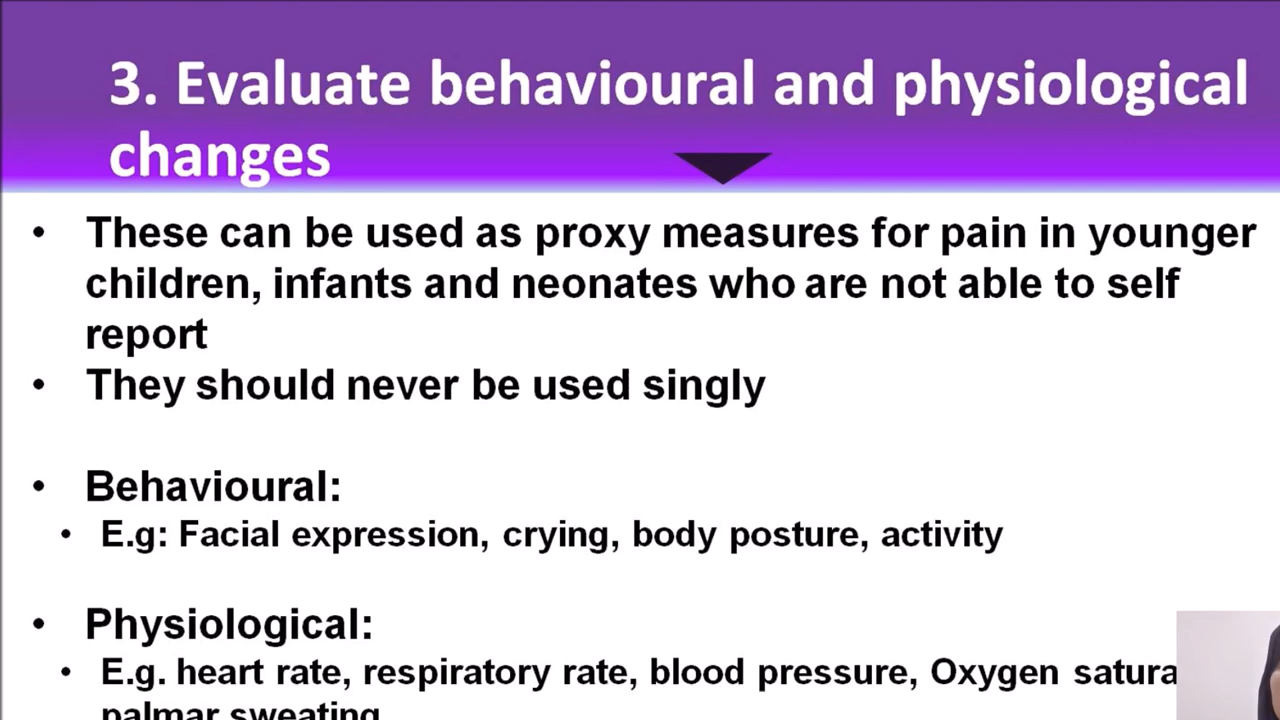 3. Evaluate behavioural and physiological
changes
• These can be used as proxy measures for pain in younger
children, infants and neonates who are not able to self
report
• They should never be used singly
• Behavioural:
• E.g: Facial expression, crying, body posture, activity
• Physiological:
• E.g. heart rate, respiratory rate, blood pressure, Oxygen satura
palmar sweating